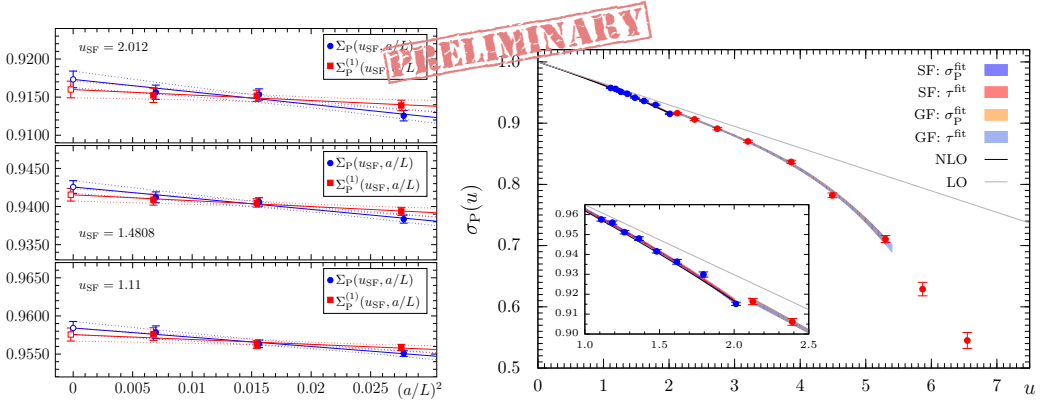 PRELIMINARY
u_SF = 2.012
Σ_P(u_SF, a/L)
Σ_P^(1)(u_SF, a/L)
0.9200
0.9150
0.9100
Σ_P(u_SF, a/L)
Σ_P^(1)(u_SF, a/L)
0.9450
0.9400
0.9350
u_SF = 1.4808
u_SF = 1.11
Σ_P(u_SF, a/L)
Σ_P^(1)(u_SF, a/L)
0.9650
0.9600
0.9550
0 0.005 0.01 0.015 0.02 0.025 (a/L)²
σ_P(u)
1.0
0.9
0.8
0.7
0.6
0.5
0 1 2 3 4 5 6 7 u
SF: σ_P^fit
SF: τ^fit
GF: σ_P^fit
GF: τ^fit
NLO
LO
0.96
0.95
0.94
0.93
0.92
0.91
0.90
1.0 1.5 2.0 2.5